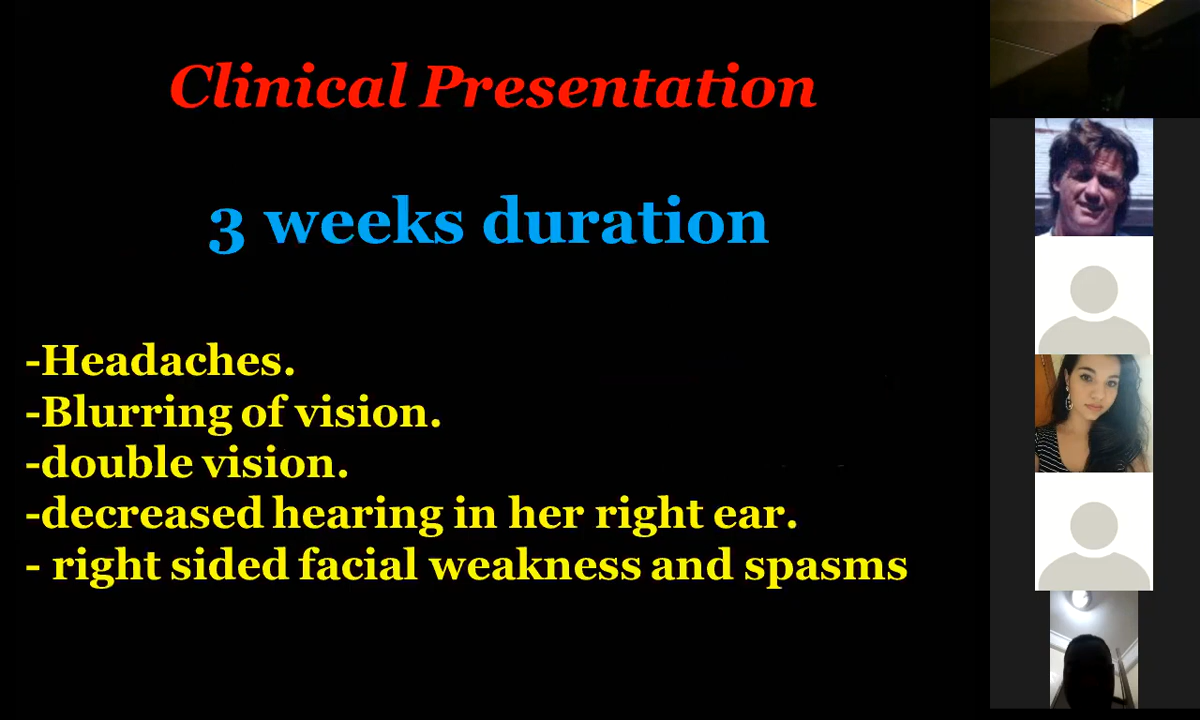 Clinical Presentation
3 weeks duration
-Headaches.
-Blurring of vision.
-double vision.
-decreased hearing in her right ear.
- right sided facial weakness and spasms